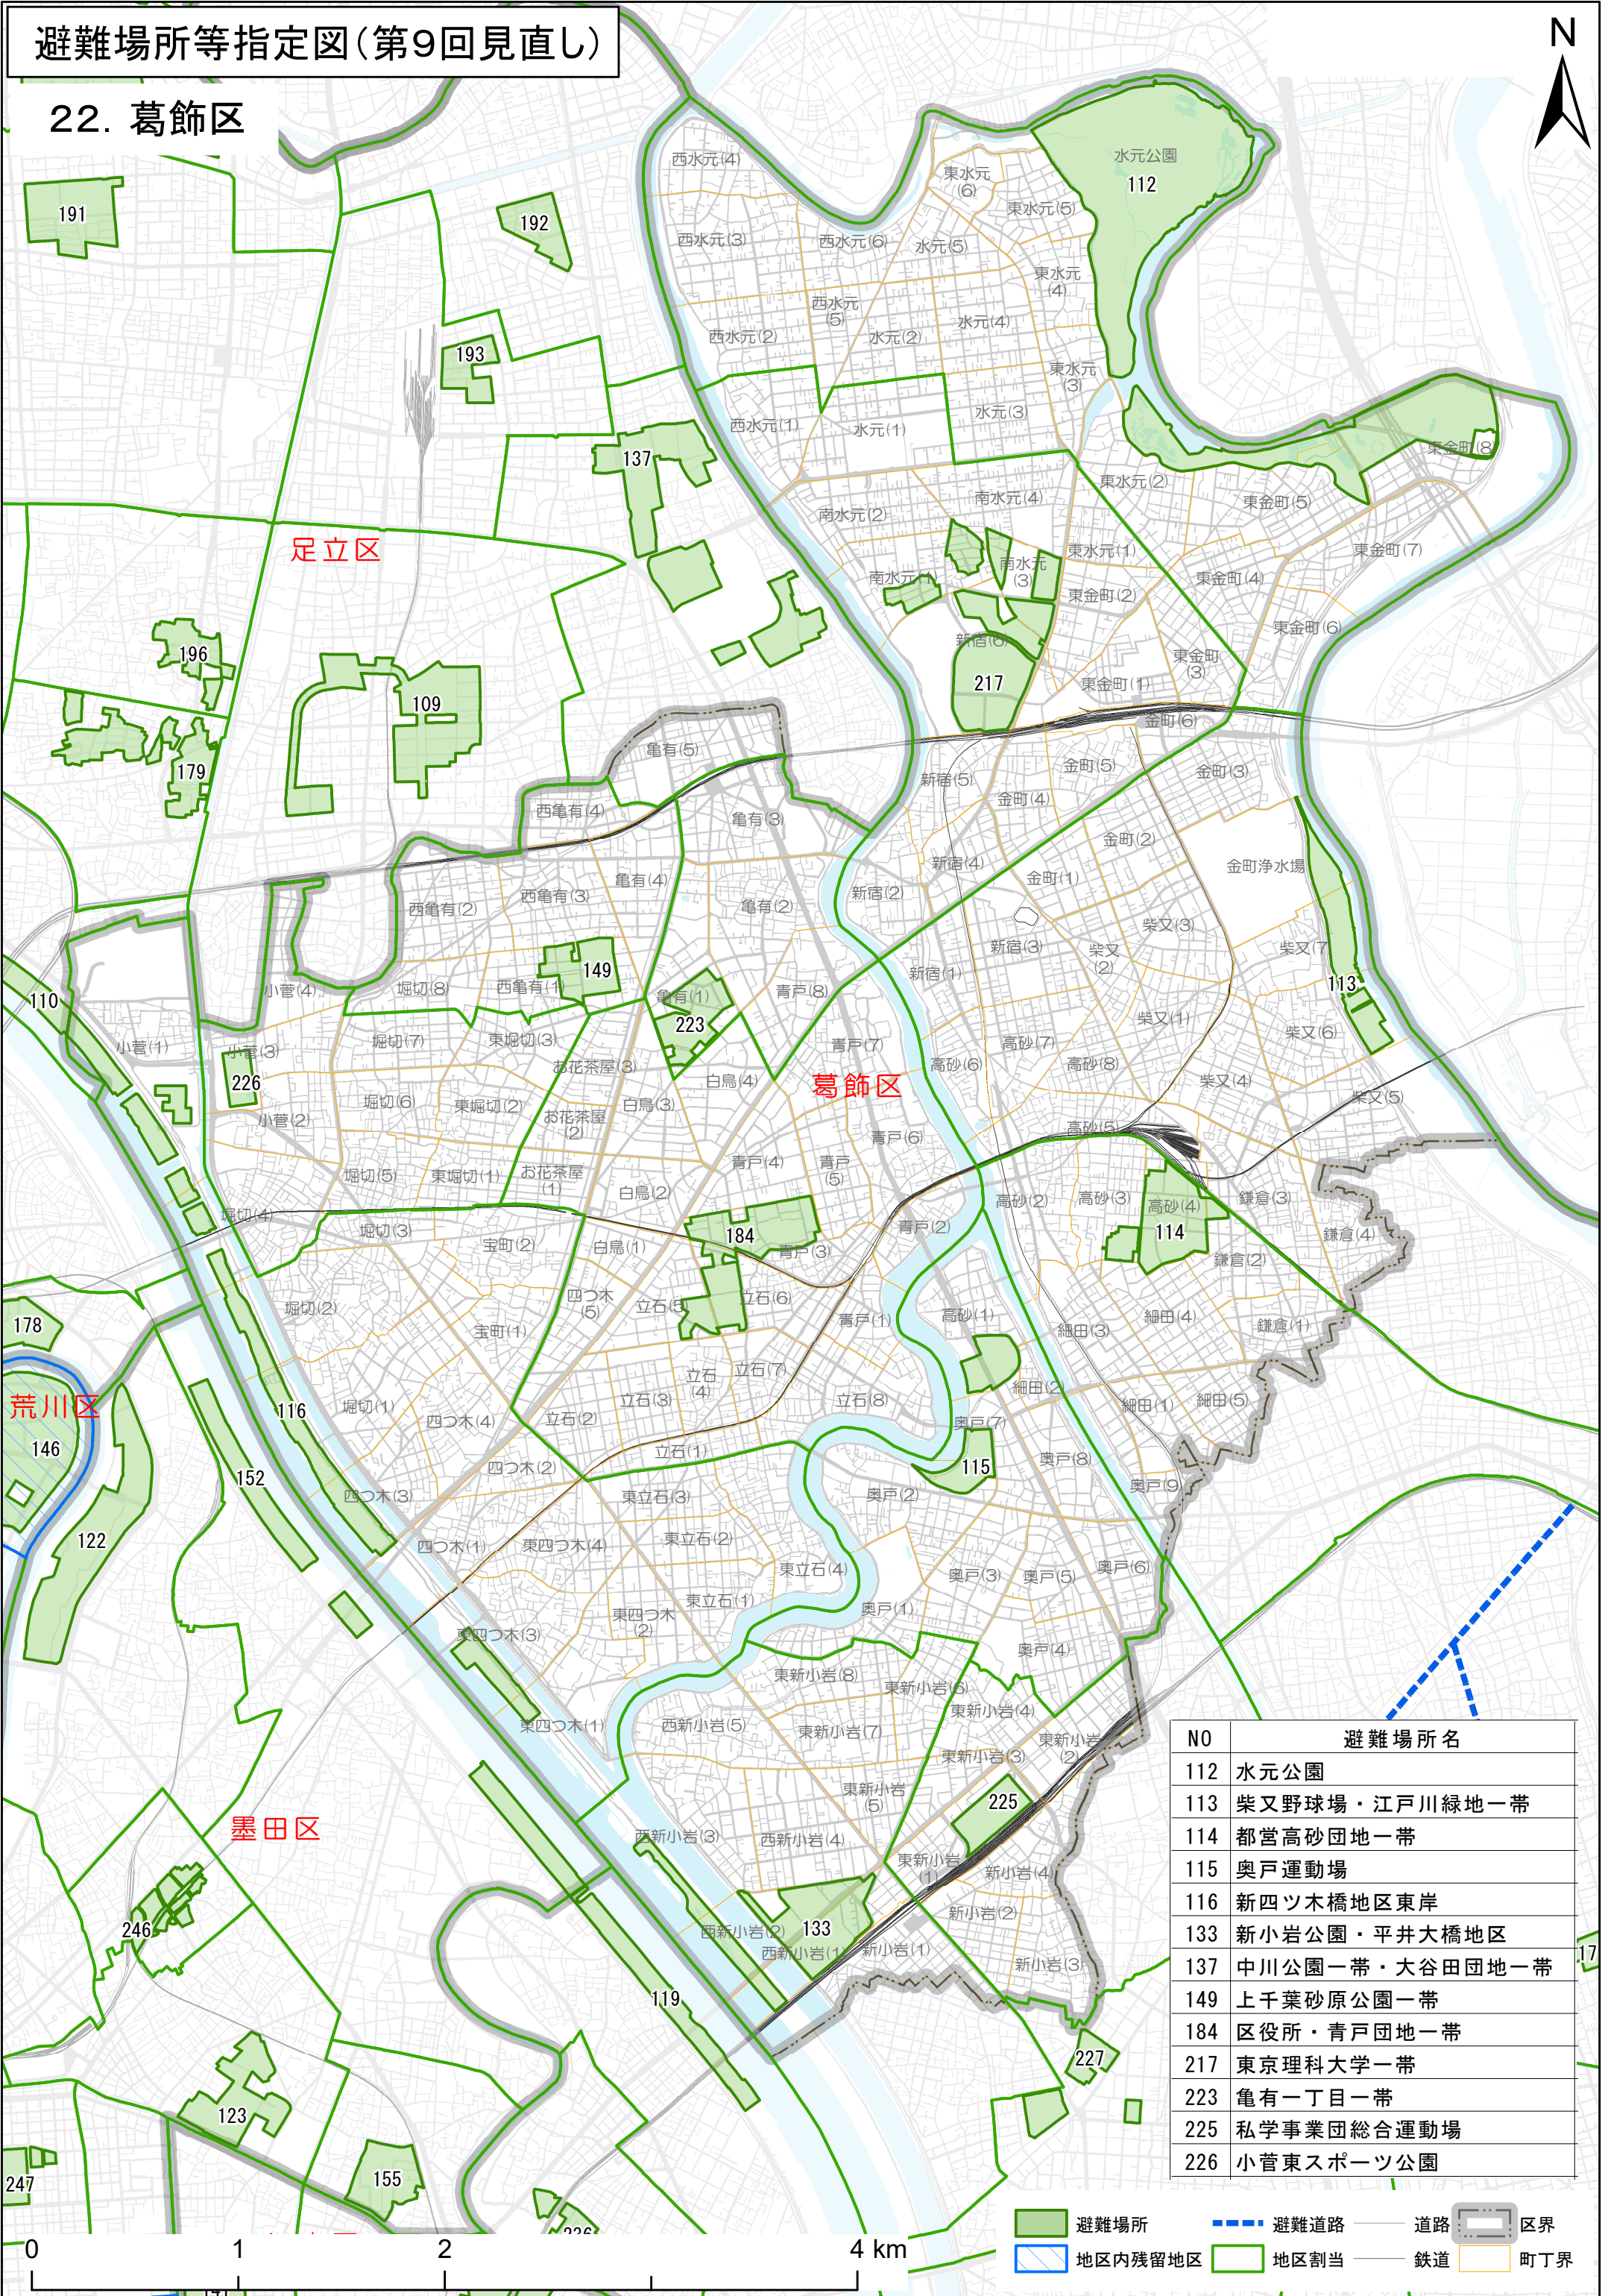 避難場所等指定図(第9回見直し)
22. 葛飾区
N
水元公園
112
西水元(4)
東水元
(6)
東水元(5)
191
192
西水元(3)
西水元(6)
水元(5)
東水元
(4)
西水元
(5)
水元(4)
西水元(2)
水元(2)
193
東水元
(3)
水元(3)
西水元(1)
水元(1)
137
東金町(8)
東水元(2)
南水元(4)
東金町(5)
南水元(2)
足立区
東水元(1)
東金町(7)
南水元
(3)
南水元(1)
東金町(4)
東金町(2)
東金町(6)
新宿(6)
196
東金町
(3)
217
東金町(1)
109
金町(6)
亀有(5)
179
金町(5)
金町(3)
新宿(5)
金町(4)
西亀有(4)
亀有(3)
金町(2)
新宿(4)
金町浄水場
亀有(4)
金町(1)
西亀有(3)
新宿(2)
西亀有(2)
亀有(2)
柴又(3)
新宿(3)
柴又
(2)
柴又(7
149
新宿(1)
113
小菅(4)
堀切(8)
西亀有(1)
亀有(1)
青戸(8)
110
223
柴又(1)
柴又(6)
小菅(1)
小菅(3)
堀切(7)
東堀切(3)
青戸(7)
高砂(7)
お花茶屋(3)
高砂(6)
高砂(8)
226
白鳥(4)
葛飾区
柴又(4)
柴又(5)
堀切(6)
東堀切(2)
白鳥(3)
小菅(2)
お花茶屋
(2)
高砂(5)
青戸(6)
青戸(4)
青戸
(5)
堀切(5)
東堀切(1)
お花茶屋
(1)
白鳥(2)
高砂(2)
高砂(3)
高砂(4)
鎌倉(3)
堀切(4)
堀切(3)
184
青戸(2)
114
鎌倉(4)
宝町(2)
白鳥(1)
青戸(3)
鎌倉(2)
四つ木
(5)
立石(5)
立石(6)
堀切(2)
178
青戸(1)
高砂(1)
細田(4)
鎌倉(1)
宝町(1)
細田(3)
立石
(4)
立石(7)
荒川区
細田(2)
立石(3)
立石(8)
細田(1)
細田(5)
堀切(1)
116
四つ木(4)
立石(2)
奥戸(7)
146
立石(1)
奥戸(8)
四つ木(2)
115
152
奥戸(9)
四つ木(3)
東立石(3)
奥戸(2)
122
東立石(2)
四つ木(1)
東四つ木(4)
東立石(4)
奥戸(3)
奥戸(5)
奥戸(6)
東立石(1)
奥戸(1)
東四つ木
(2)
東四つ木(3)
奥戸(4)
東新小岩(8)
東新小岩(6)
東四つ木(1)
西新小岩(5)
東新小岩(7)
東新小岩(4)
東新小岩
(2)
東新小岩(3)
東新小岩
(5)
225
墨田区
西新小岩(3)
西新小岩(4)
東新小岩
(1)
新小岩(4)
新小岩(2)
246
西新小岩(2)
133
西新小岩(1)
新小岩(1)
新小岩(3)
119
227
123
155
247
236
141
17
NO 避難場所名
112 水元公園
113 柴又野球場・江戸川緑地一帯
114 都営高砂団地一帯
115 奥戸運動場
116 新四ツ木橋地区東岸
133 新小岩公園・平井大橋地区
137 中川公園一帯・大谷田団地一帯
149 上千葉砂原公園一帯
184 区役所・青戸団地一帯
217 東京理科大学一帯
223 亀有一丁目一帯
225 私学事業団総合運動場
226 小菅東スポーツ公園
避難場所 避難道路 道路 区界
地区内残留地区 地区割当 鉄道 町丁界
0 1 2 4 km